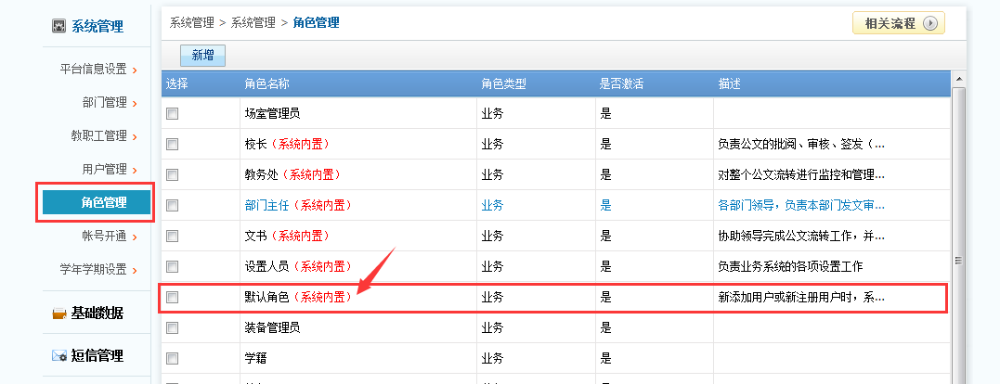 系统管理
平台信息设置
部门管理
教职工管理
用户管理
角色管理
帐号开通
学年学期设置
基础数据
短信管理
系统管理 > 系统管理 > 角色管理
相关流程
新增
选择 角色名称 角色类型 是否激活 描述
场室管理员 业务 是
校长（系统内置） 业务 是 负责公文的批阅、审核、签发（...
教务处（系统内置） 业务 是 对整个公文流转进行监控和管理...
部门主任（系统内置） 业务 是 各部门领导，负责本部门发文审...
文书（系统内置） 业务 是 协助领导完成公文流转工作，并...
设置人员（系统内置） 业务 是 负责业务系统的各项设置工作
默认角色（系统内置） 业务 是 新添加用户或新注册用户时，系...
装备管理员 业务 是
学籍 业务 是